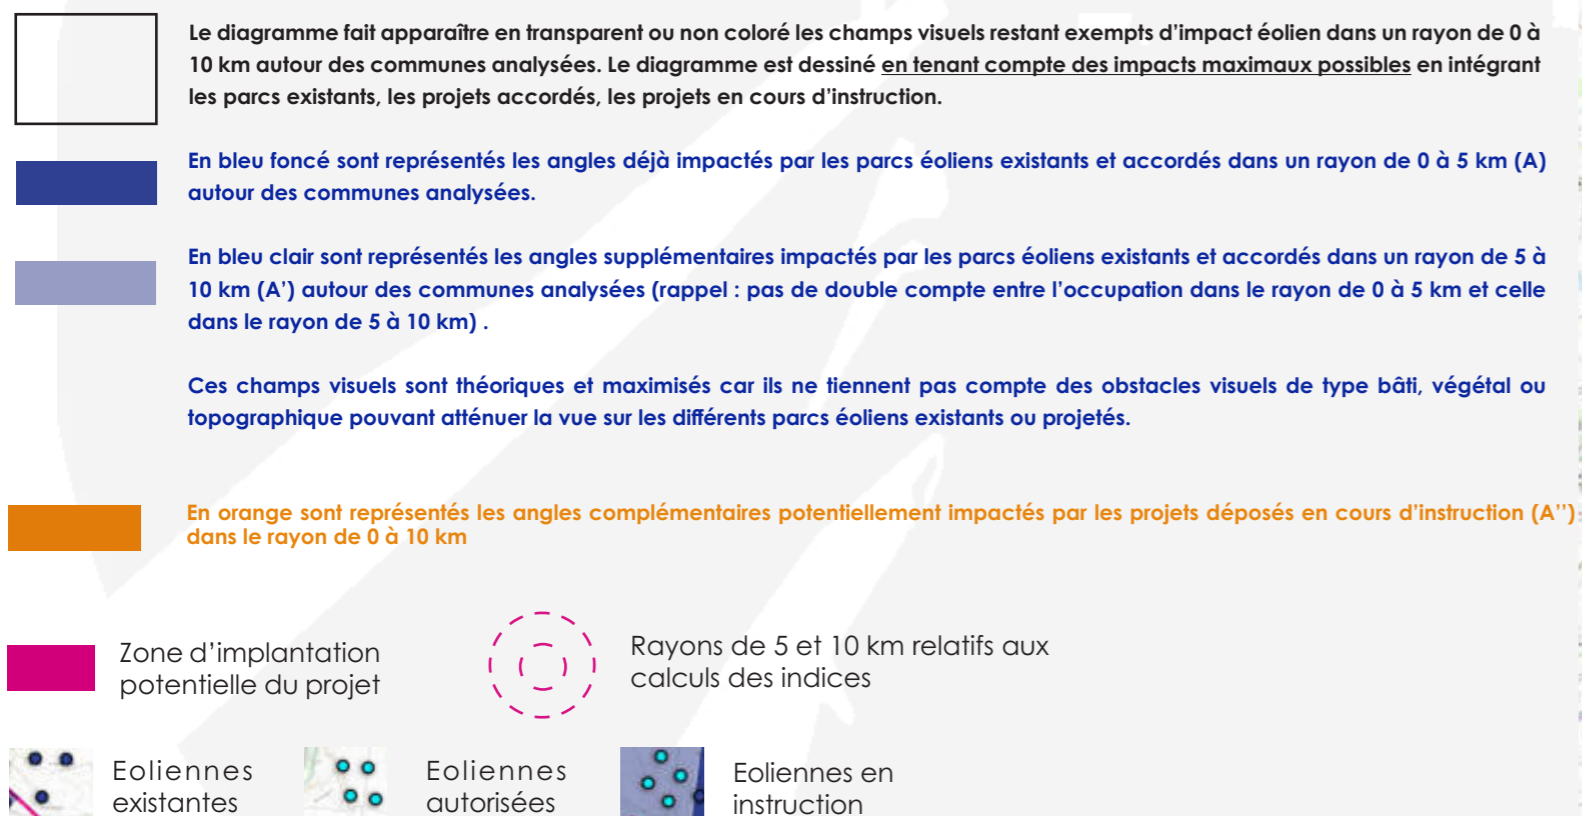 Le diagramme fait apparaître en transparent ou non coloré les champs visuels restant exempts d'impact éolien dans un rayon de 0 à
10 km autour des communes analysées. Le diagramme est dessiné en tenant compte des impacts maximaux possibles en intégrant
les parcs existants, les projets accordés, les projets en cours d'instruction.
En bleu foncé sont représentés les angles déjà impactés par les parcs éoliens existants et accordés dans un rayon de 0 à 5 km (A)
autour des communes analysées.
En bleu clair sont représentés les angles supplémentaires impactés par les parcs éoliens existants et accordés dans un rayon de 5 à
10 km (A') autour des communes analysées (rappel : pas de double compte entre l'occupation dans le rayon de 0 à 5 km et celle
dans le rayon de 5 à 10 km) .
Ces champs visuels sont théoriques et maximisés car ils ne tiennent pas compte des obstacles visuels de type bâti, végétal ou
topographique pouvant atténuer la vue sur les différents parcs éoliens existants ou projetés.
En orange sont représentés les angles complémentaires potentiellement impactés par les projets déposés en cours d'instruction (A'')
dans le rayon de 0 à 10 km
Zone d'implantation
potentielle du projet
Rayons de 5 et 10 km relatifs aux
calculs des indices
Eoliennes
existantes
Eoliennes
autorisées
Eoliennes en
instruction